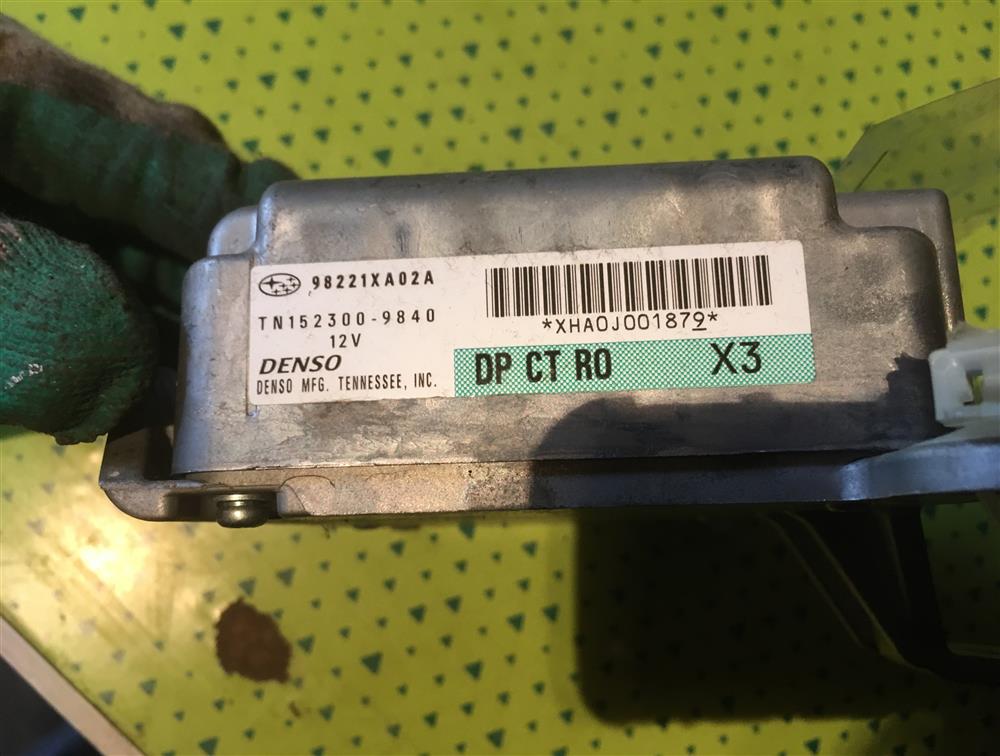 98221XA02A
TN152300-9840
12V
DENSO
DENSO MFG. TENNESSEE, INC.
*XHA0J001879*
DP CT R0 X3